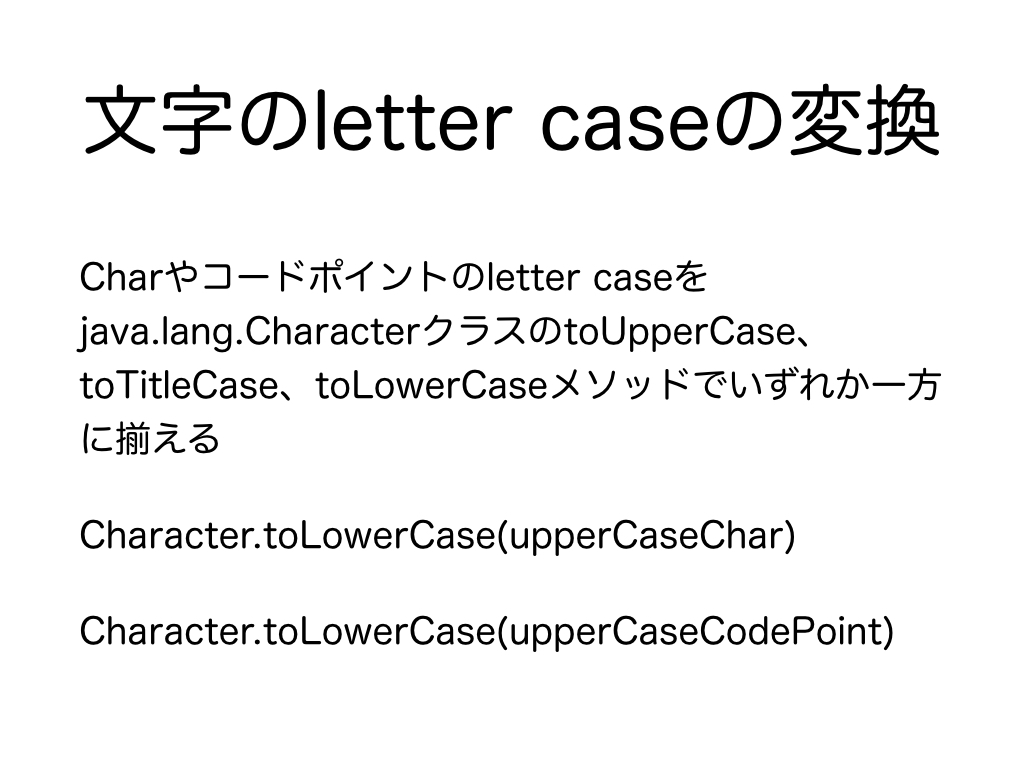 文字のletter caseの変換
Charやコードポイントのletter caseを
java.lang.CharacterクラスのtoUpperCase、
toTitleCase、toLowerCaseメソッドでいずれか一方
に揃える
Character.toLowerCase(upperCaseChar)
Character.toLowerCase(upperCaseCodePoint)